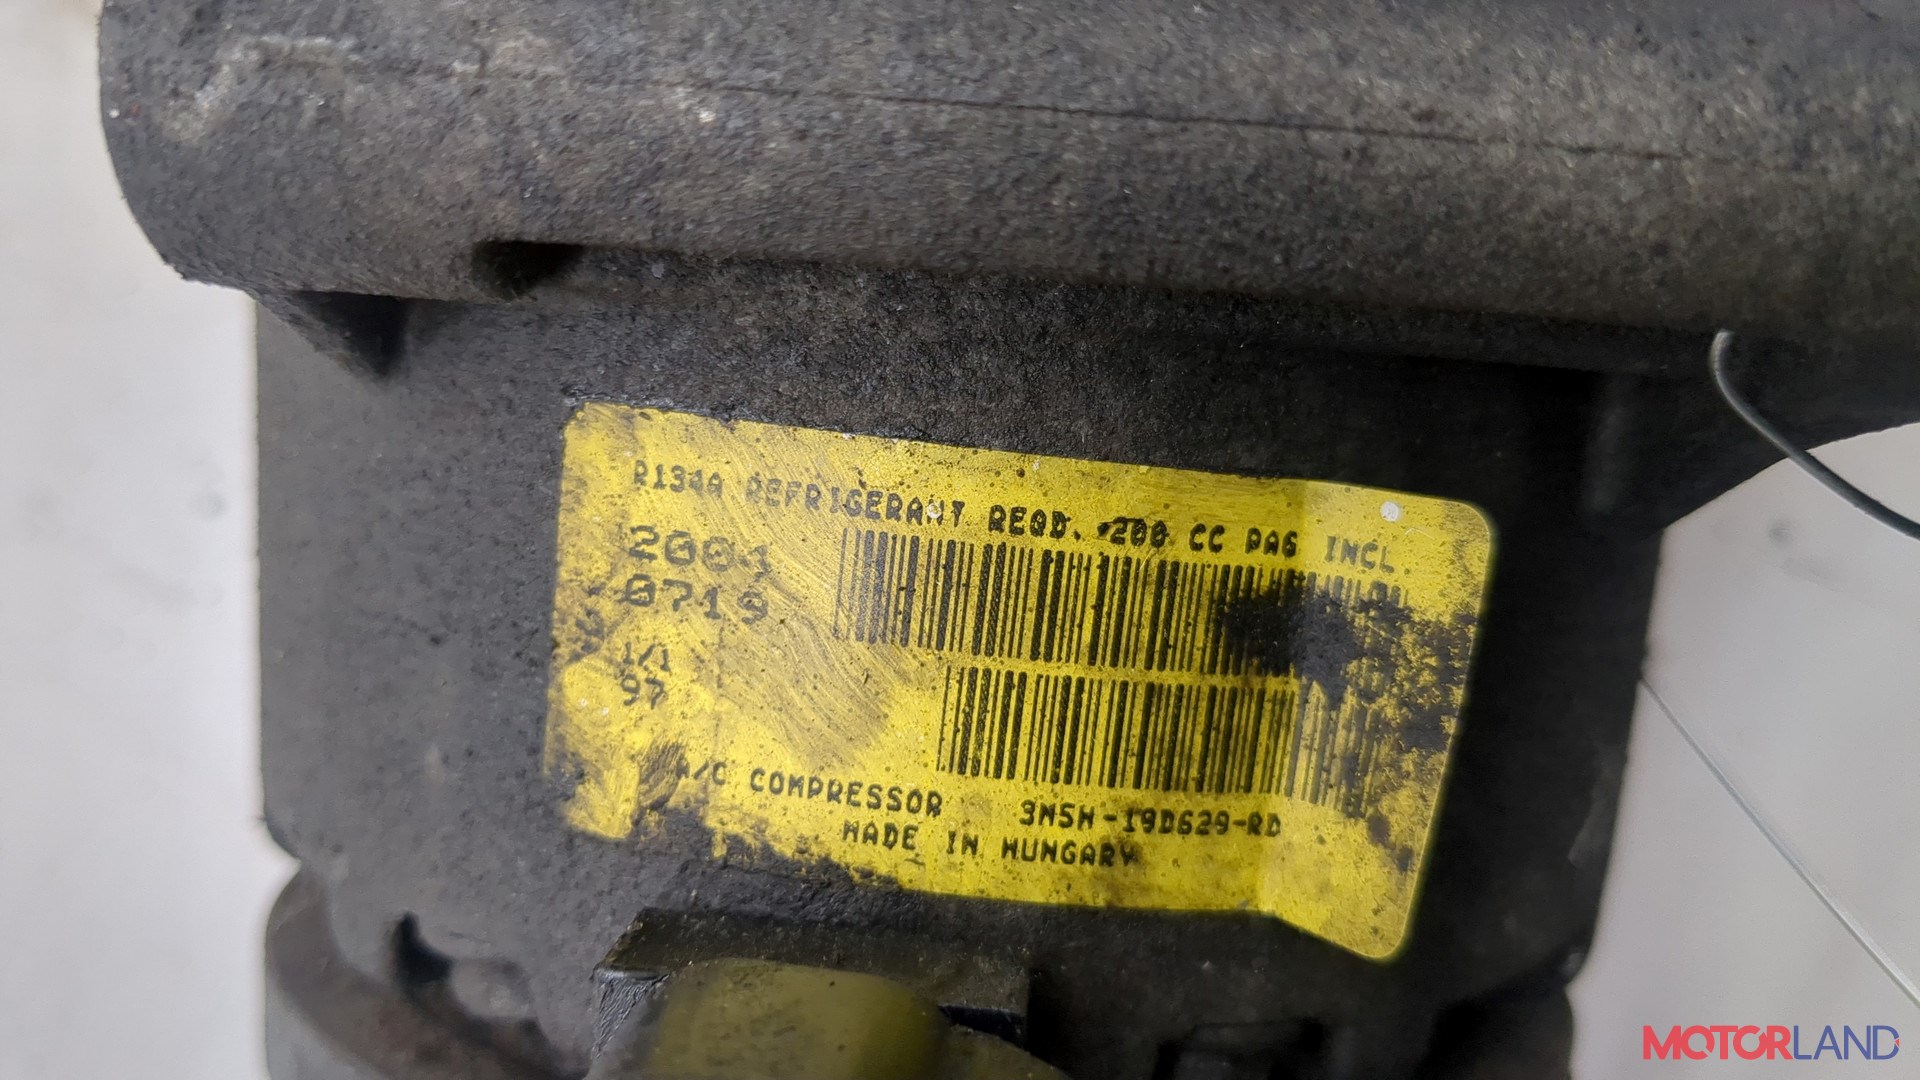 R134A REFRIGERANT REQD. 200 CC PAG INCL.
0719
1/1
97
A/C COMPRESSOR 3M5H-19D629-RD
MADE IN HUNGARY
MOTORLAND